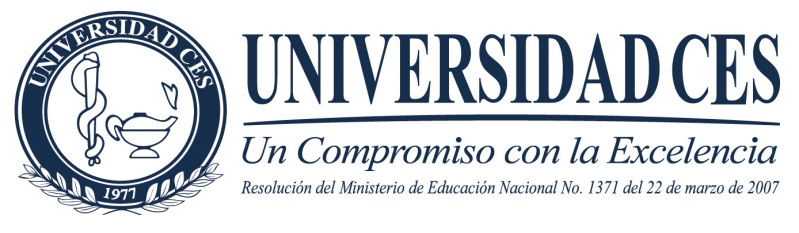 UNIVERSIDAD CES
1977
UNIVERSIDAD CES
Un Compromiso con la Excelencia
Resolución del Ministerio de Educación Nacional No. 1371 del 22 de marzo de 2007